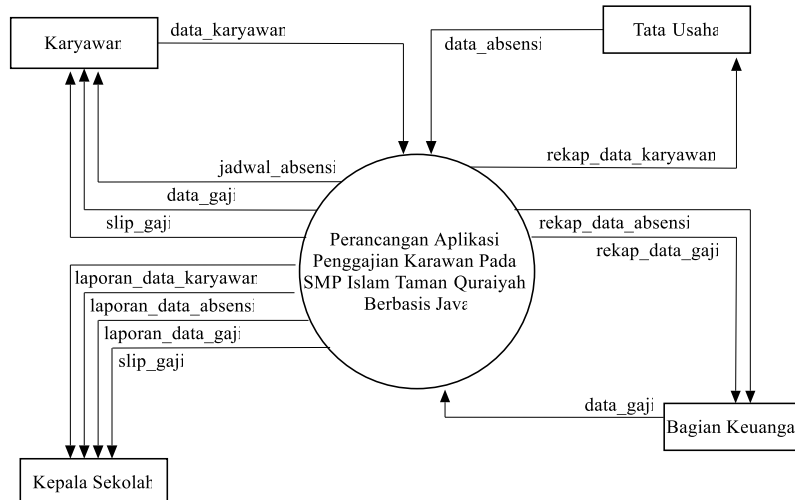 Karyawan
data_karyawan
data_absensi
Tata Usaha
jadwal_absensi
data_gaji
slip_gaji
rekap_data_karyawan
rekap_data_absensi
rekap_data_gaji
Perancangan Aplikasi
Penggajian Karawan Pada
SMP Islam Taman Quraiyah
Berbasis Java
laporan_data_karyawan
laporan_data_absensi
laporan_data_gaji
slip_gaji
data_gaji
Bagian Keuanga
Kepala Sekolah